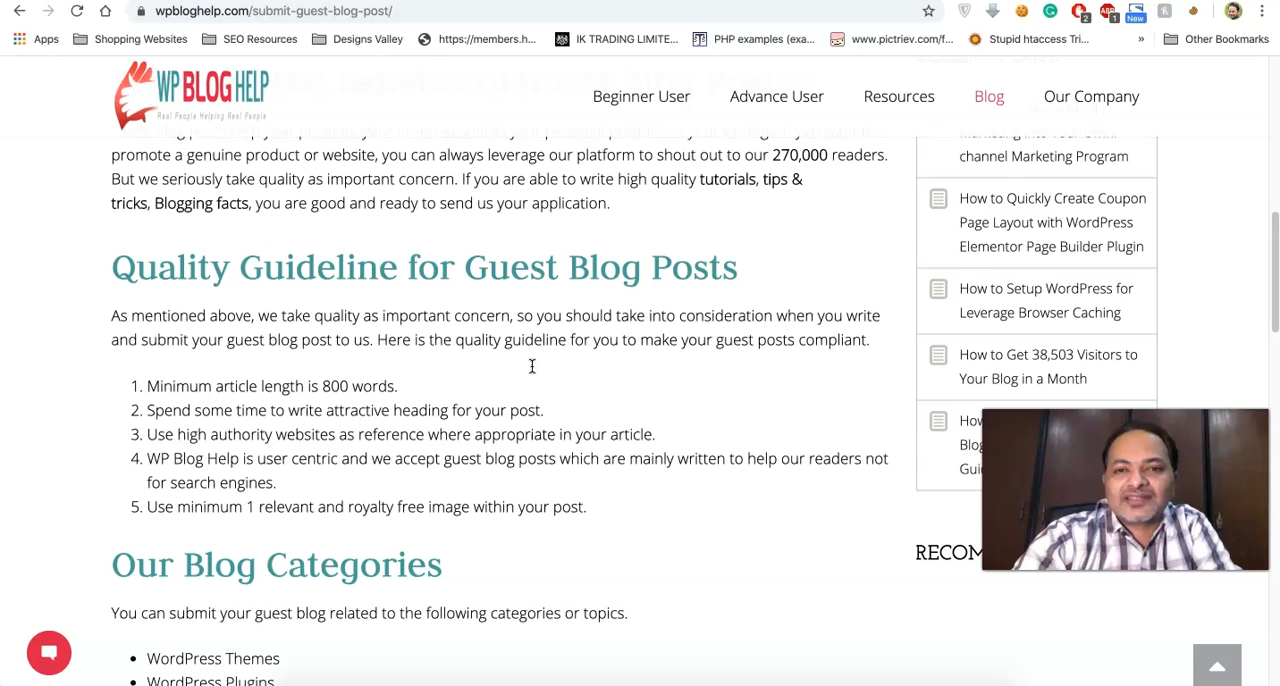 wpbloghelp.com/submit-guest-blog-post/
2
1
New
Apps
Shopping Websites
SEO Resources
Designs Valley
https://members.h...
IK TRADING LIMITE...
PHP examples (exa...
www.pictriev.com/f...
Stupid htaccess Tri...
»
Other Bookmarks
WP BLOG HELP
Real People Helping Real People
Beginner User
Advance User
Resources
Blog
Our Company
promote a genuine product or website, you can always leverage our platform to shout out to our 270,000 readers.
But we seriously take quality as important concern. If you are able to write high quality tutorials, tips &
tricks, Blogging facts, you are good and ready to send us your application.
Quality Guideline for Guest Blog Posts
As mentioned above, we take quality as important concern, so you should take into consideration when you write
and submit your guest blog post to us. Here is the quality guideline for you to make your guest posts compliant.
1. Minimum article length is 800 words.
2. Spend some time to write attractive heading for your post.
3. Use high authority websites as reference where appropriate in your article.
4. WP Blog Help is user centric and we accept guest blog posts which are mainly written to help our readers not
for search engines.
5. Use minimum 1 relevant and royalty free image within your post.
Our Blog Categories
You can submit your guest blog related to the following categories or topics.
• WordPress Themes
• WordPress Plugins
channel Marketing Program
How to Quickly Create Coupon
Page Layout with WordPress
Elementor Page Builder Plugin
How to Setup WordPress for
Leverage Browser Caching
How to Get 38,503 Visitors to
Your Blog in a Month
RECOM